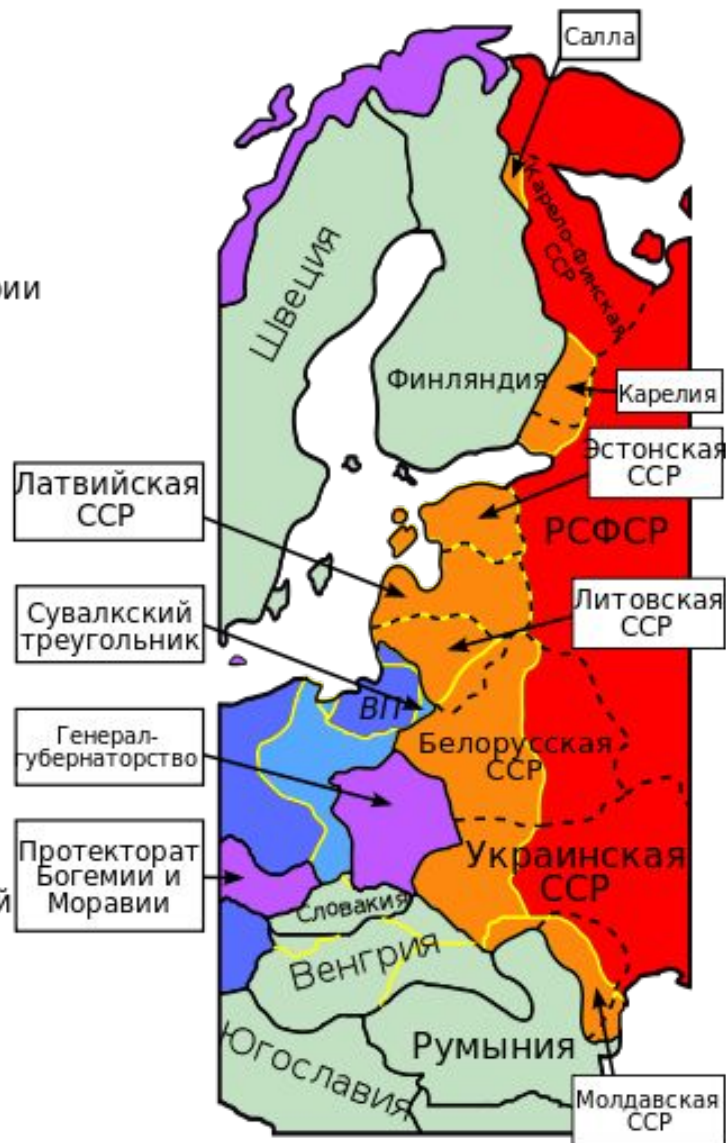 Салла
Карело-Финская
ССР
рии
Швеция
Финляндия
Карелия
Эстонская
ССР
Латвийская
ССР
РСФСР
Литовская
ССР
Сувалкский
треугольник
ВП
Генерал-
губернаторство
Белорусская
ССР
Протекторат
Богемии и
Моравии
й
Украинская
ССР
Словакия
Венгрия
Югославия
Румыния
Молдавская
ССР